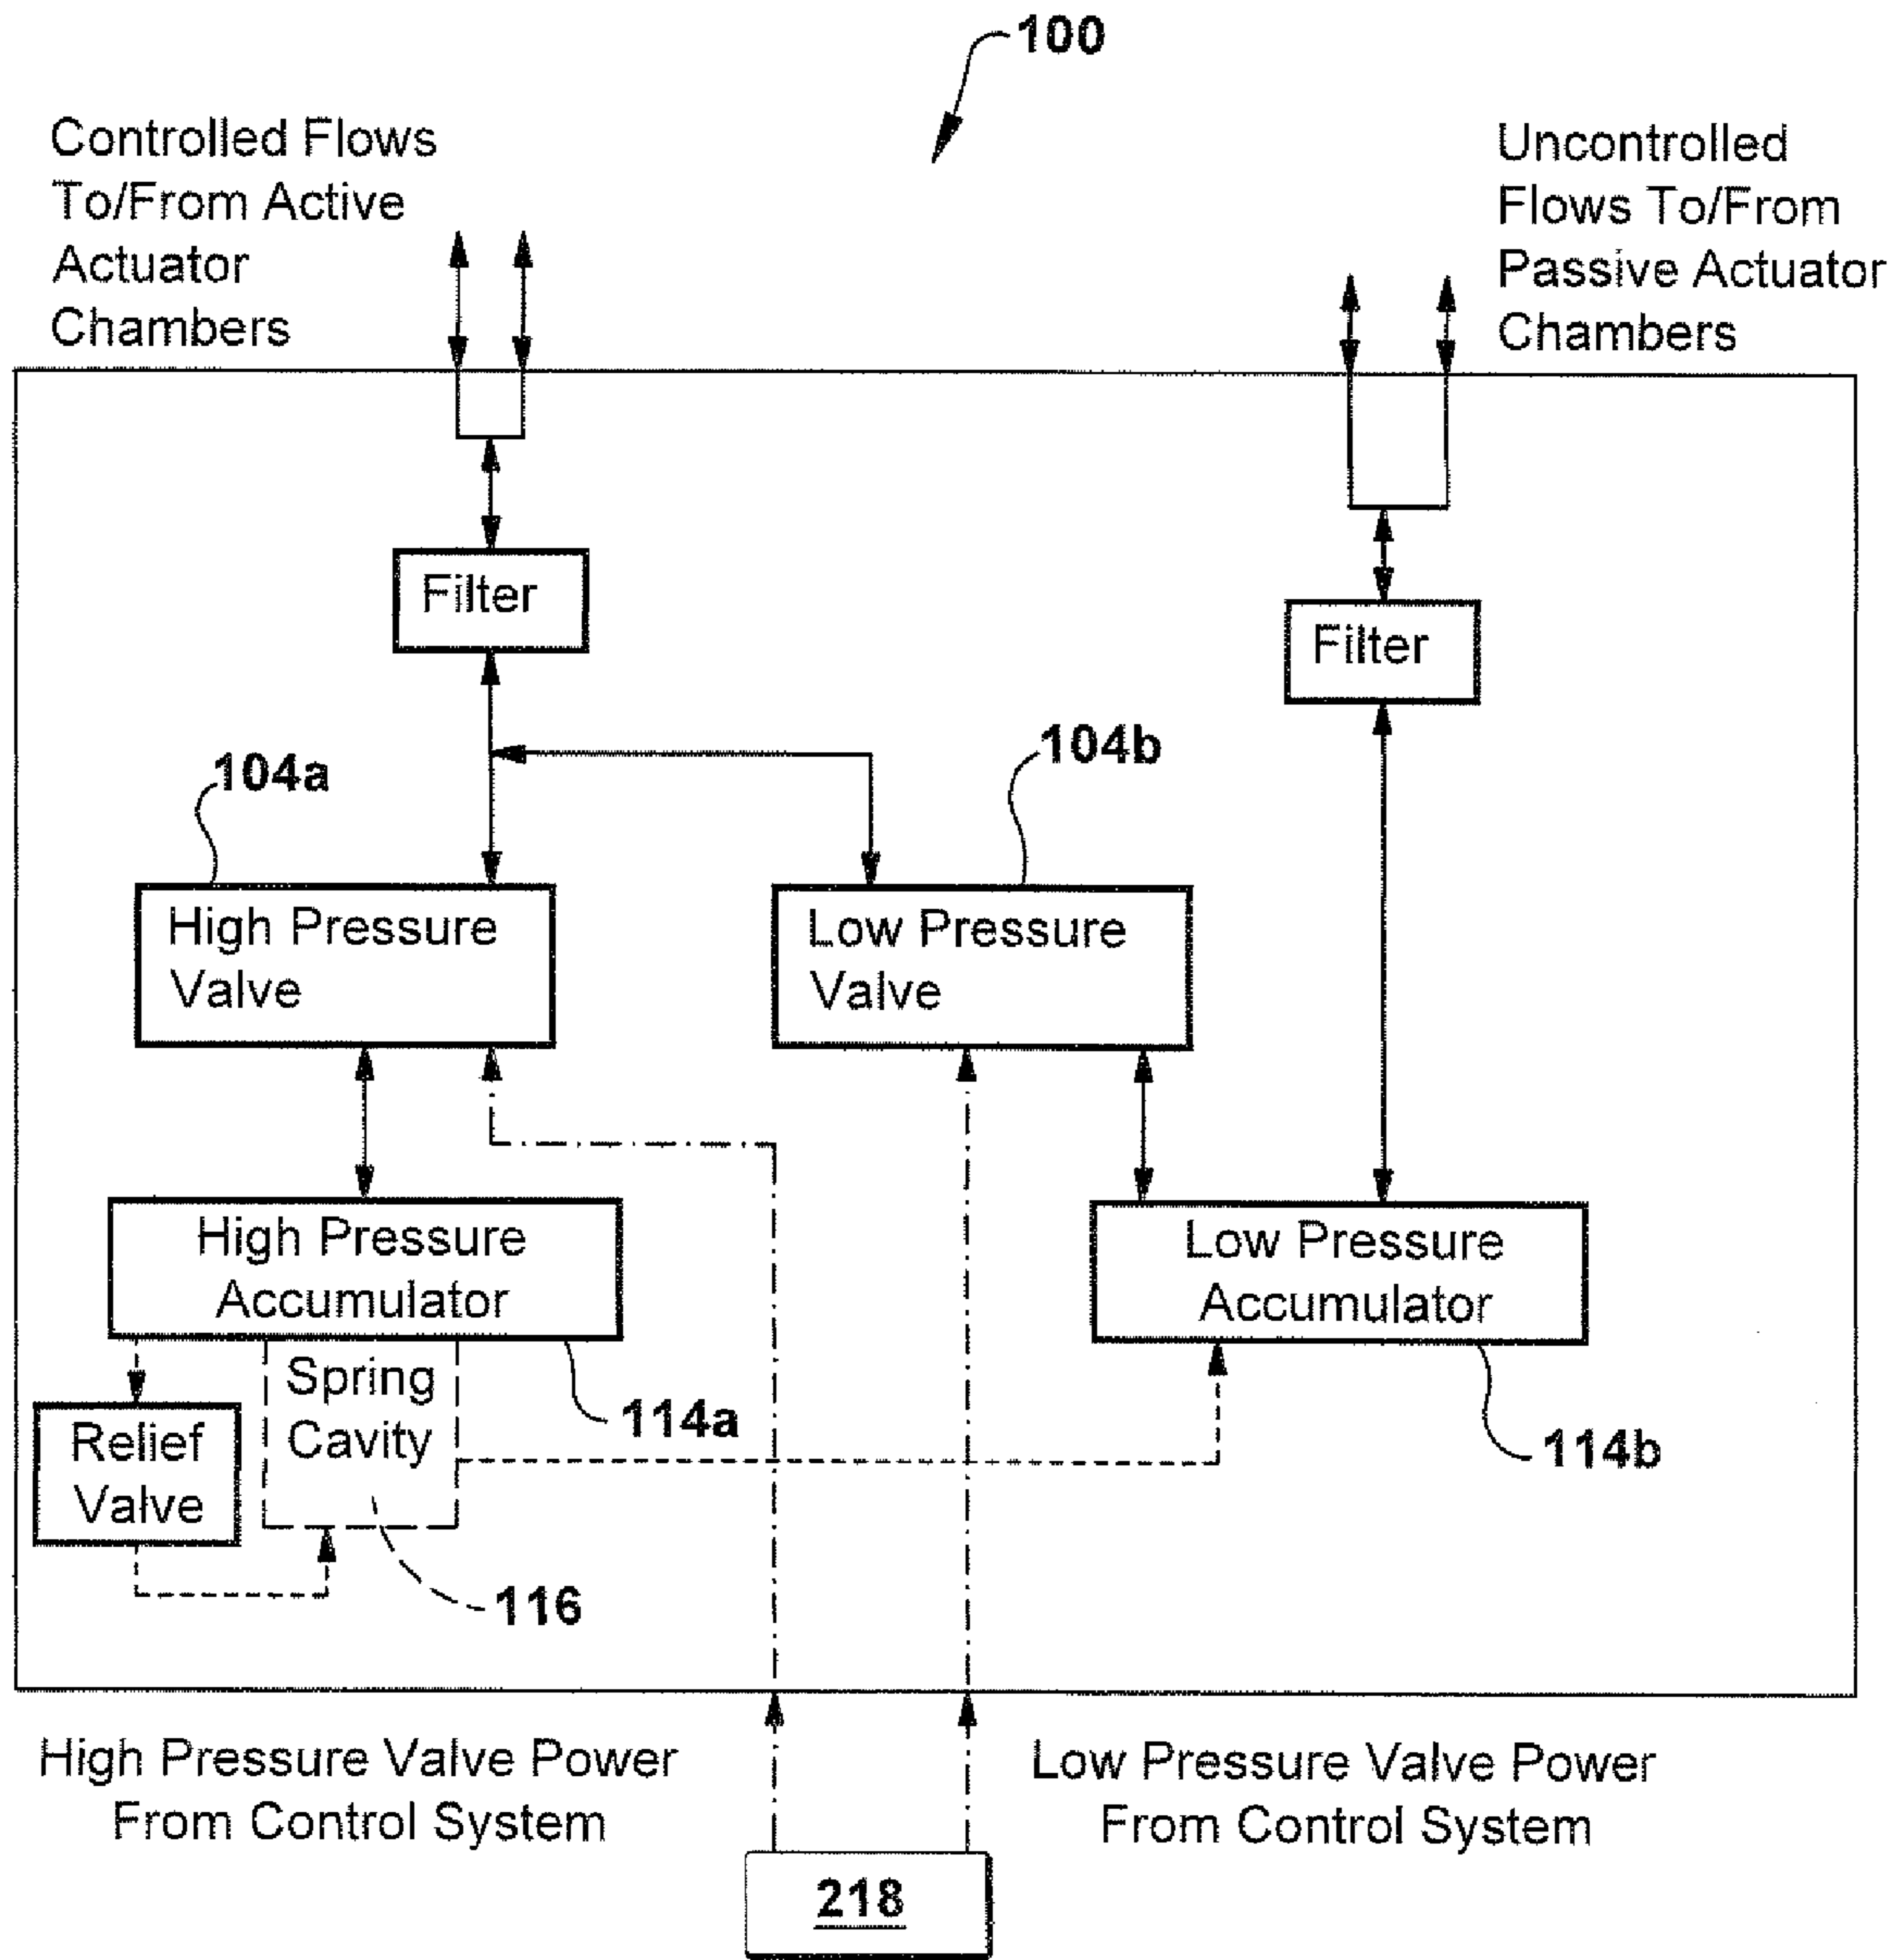 100
Controlled Flows
To/From Active
Actuator
Chambers
Uncontrolled
Flows To/From
Passive Actuator
Chambers
Filter
Filter
104a
104b
High Pressure
Valve
Low Pressure
Valve
High Pressure
Accumulator
Low Pressure
Accumulator
Spring
Cavity
114a
114b
Relief
Valve
116
High Pressure Valve Power
From Control System
Low Pressure Valve Power
From Control System
218